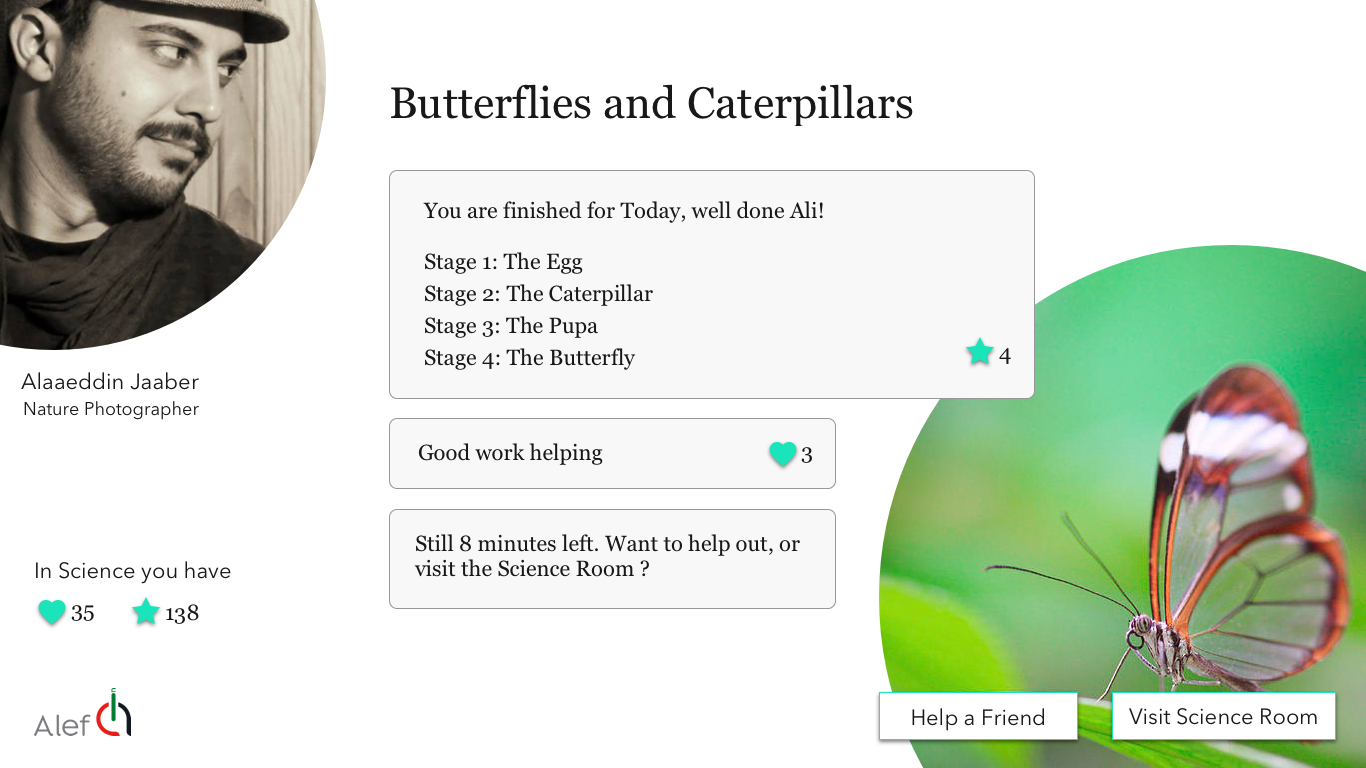 Butterflies and Caterpillars
You are finished for Today, well done Ali!
Stage 1: The Egg
Stage 2: The Caterpillar
Stage 3: The Pupa
Stage 4: The Butterfly
4
Good work helping
3
Still 8 minutes left. Want to help out, or
visit the Science Room ?
Alaaeddin Jaaber
Nature Photographer
In Science you have
35 138
Alef
Help a Friend
Visit Science Room